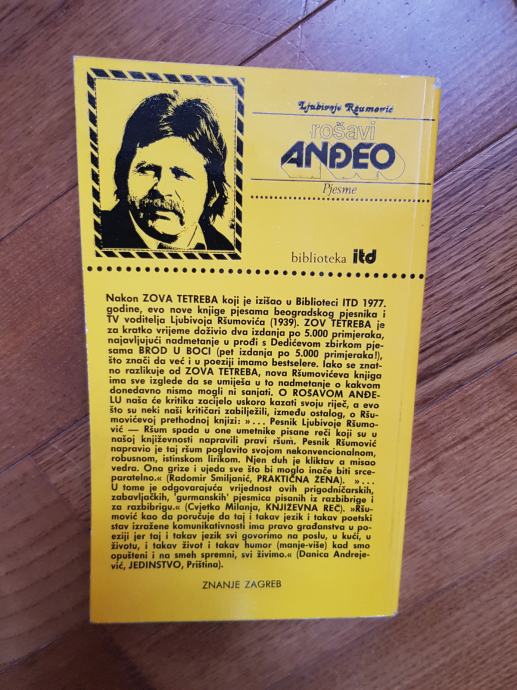 Ljubivoje Ršumović
rošavi
ANĐEO
Pjesme
biblioteka itd
Nakon ZOVA TETREBA koji je izišao u Biblioteci ITD 1977.
godine, evo nove knjige pjesama beogradskog pjesnika i
TV voditelja Ljubivoja Ršumovića (1939). ZOV TETREBA je
za kratko vrijeme doživio dva izdanja po 5.000 primjeraka,
najavljujući nadmetanje u prođi s Dedićevom zbirkom pje-
sama BROD U BOCI (pet izdanja po 5.000 primjeraka!),
što znači da već i u poeziji imamo bestselere. Iako se znat-
no razlikuje od ZOVA TETREBA, nova Ršumovićeva knjiga
ima sve izglede da se umiješa u to nadmetanje o kakvom
donedavno nismo mogli ni sanjati. O ROŠAVOM ANĐE-
LU naša će kritika zacijelo uskoro kazati svoju riječ, a evo
što su neki naši kritičari zabilježili, između ostalog, o Ršu-
movićevoj prethodnoj knjizi: »... Pesnik Ljubivoje Ršumo-
vić — Ršum spada u one umetnike pisane reči koji su u
našoj književnosti napravili pravi ršum. Pesnik Ršumović
napravio je taj ršum poglavito svojom nekonvencionalnom,
robusnom, istinskom lirikom. Njen duh je kliktav a misao
vedra. Ona grize i ujeda sve što bi moglo inače biti srce-
parateljno.« (Radomir Smiljanić, PRAKTIČNA ŽENA). »...
U tome je odgovarajuća vrijednost ovih prigodničarskih,
zabavljačkih, 'gurmanskih' pjesmica pisanih iz razbibrige i
za razbibrigu.« (Cvjetko Milanja, KNJIŽEVNA REČ). »Ršu-
mović kao da poručuje da taj i takav jezik i takav poetski
stav izražene komunikativnosti ima pravo građanstva u po-
eziji jer taj i takav jezik svi govorimo na poslu, u kući, u
životu, i takav život i takav humor (manje-više) kad smo
opušteni i na smeh spremni, svi živimo.« (Danica Andreje-
vić, JEDINSTVO, Priština).
ZNANJE ZAGREB